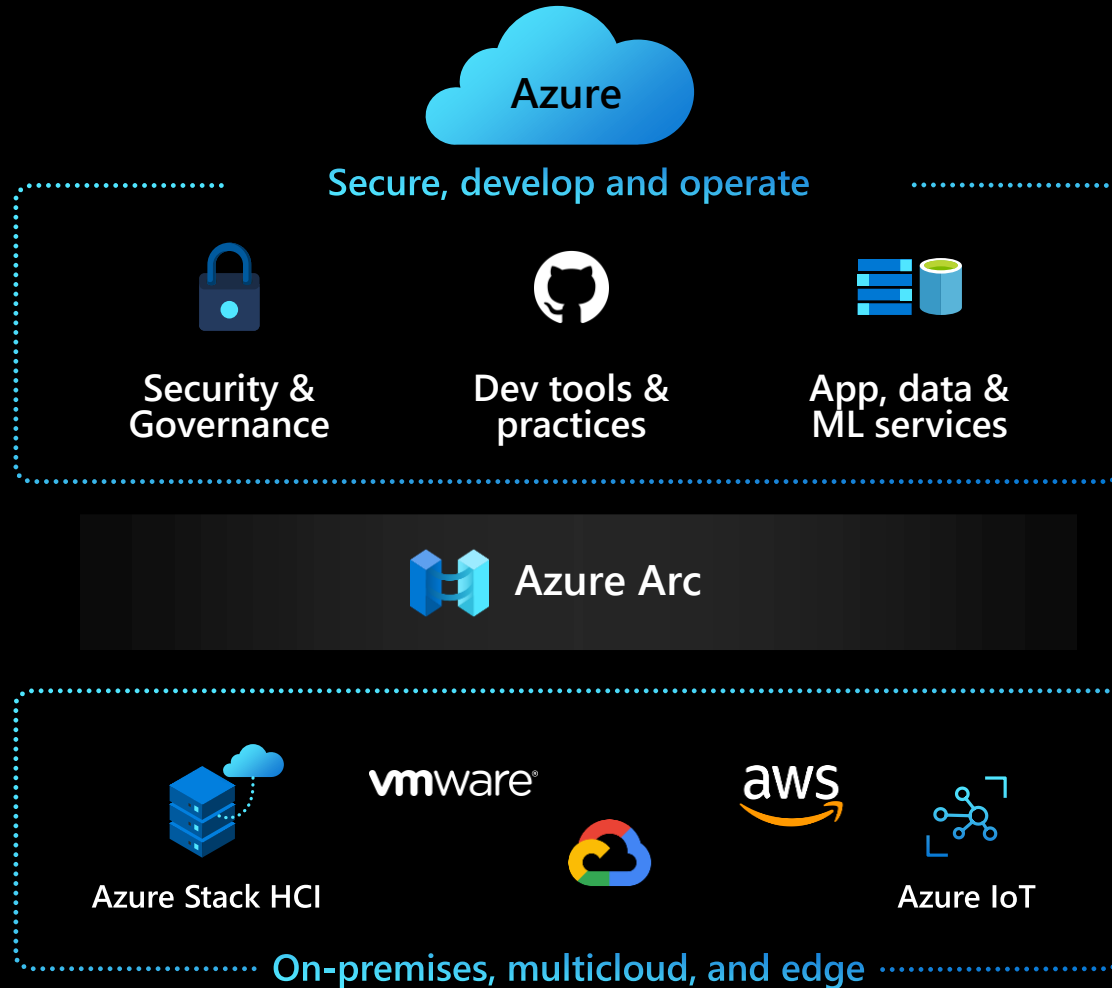 Azure
Secure, develop and operate
Security &
Governance
Dev tools &
practices
App, data &
ML services
Azure Arc
vmware®
aws
Azure Stack HCI
Azure IoT
On-premises, multicloud, and edge